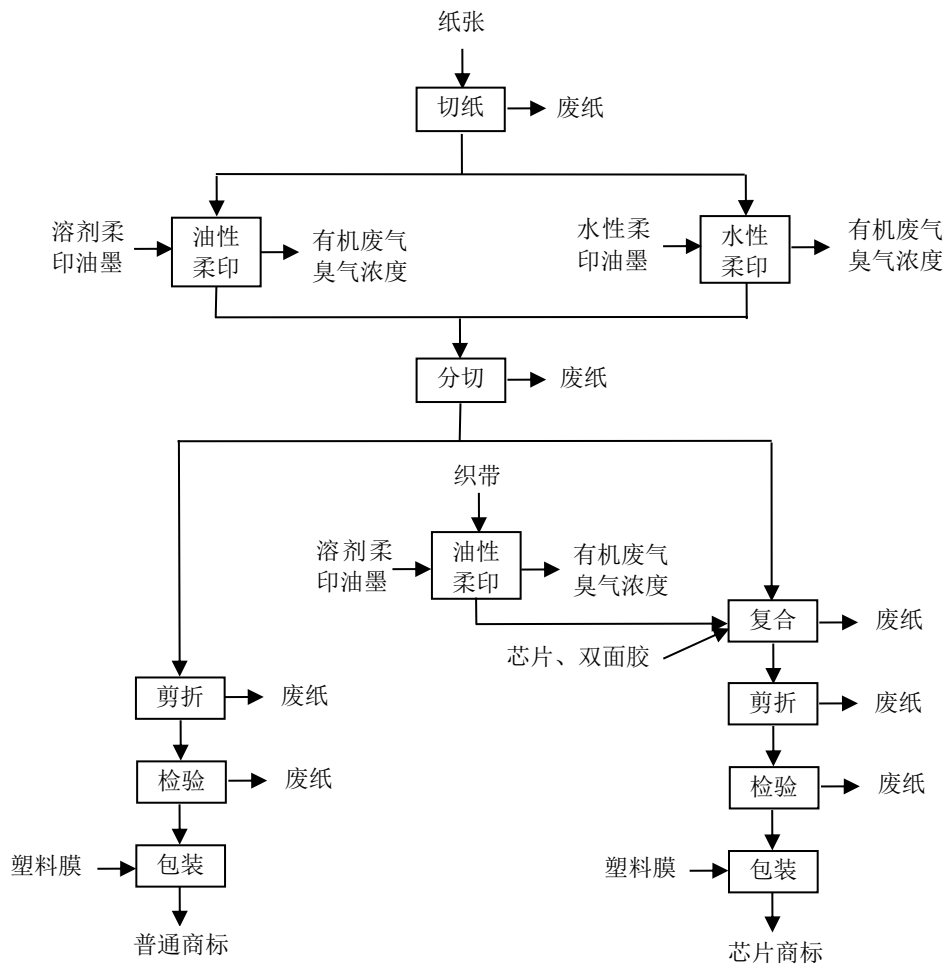 纸张
切纸
废纸
溶剂柔
印油墨
油性
柔印
有机废气
臭气浓度
水性柔
印油墨
水性
柔印
有机废气
臭气浓度
分切
废纸
织带
溶剂柔
印油墨
油性
柔印
有机废气
臭气浓度
复合
废纸
芯片、双面胶
剪折
废纸
剪折
废纸
检验
废纸
检验
废纸
塑料膜
包装
塑料膜
包装
普通商标
芯片商标